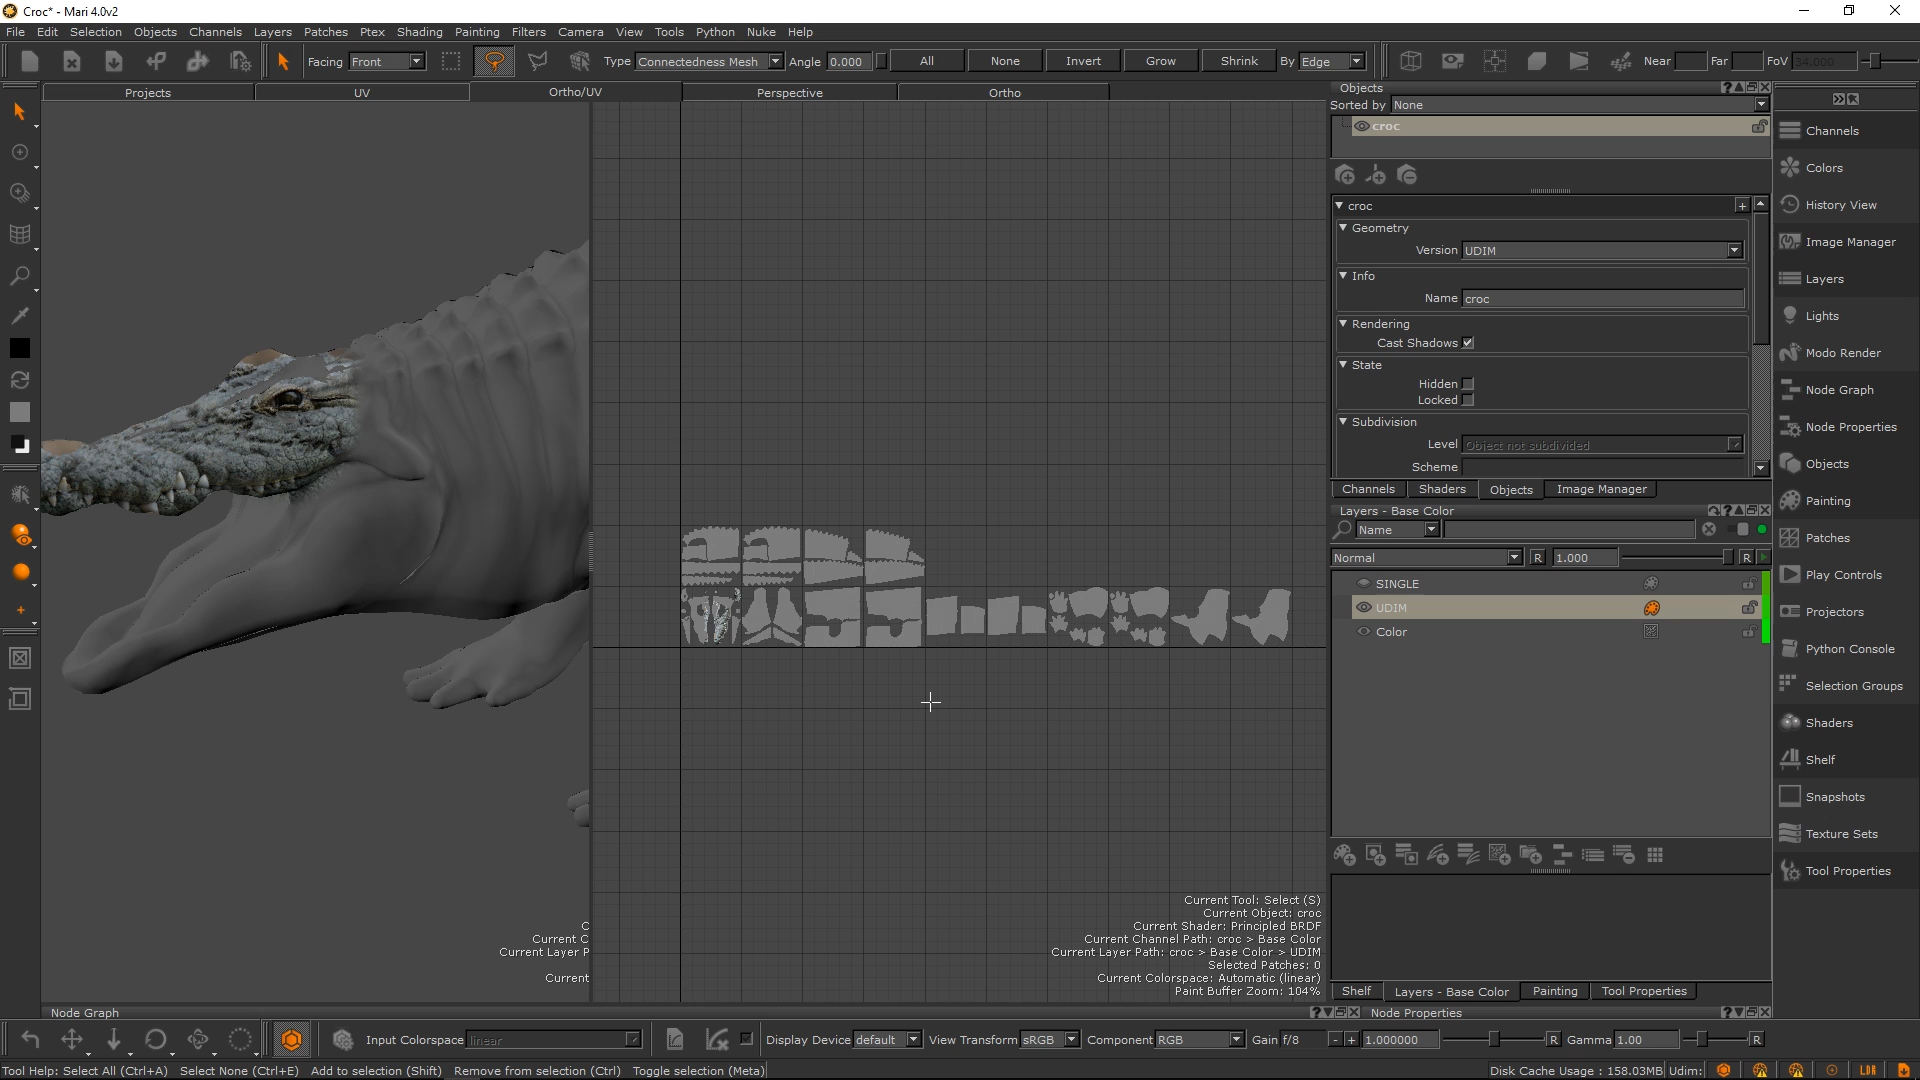 Croc* - Mari 4.0v2
File Edit Selection Objects Channels Layers Patches Ptex Shading Painting Filters Camera View Tools Python Nuke Help
Facing Front Type Connectedness Mesh Angle 0.000 All None Invert Grow Shrink By Edge Near Far FoV 34.000
Projects UV Ortho/UV Perspective Ortho
Objects
Sorted by None
croc
croc
Geometry
Version UDIM
Info
Name croc
Rendering
Cast Shadows
State
Hidden
Locked
Subdivision
Level Object not subdivided
Scheme
Channels Shaders Objects Image Manager
Layers - Base Color
Name
Normal R 1.000 R
SINGLE
UDIM
Color
Shelf Layers - Base Color Painting Tool Properties
Channels
Colors
History View
Image Manager
Layers
Lights
Modo Render
Node Graph
Node Properties
Objects
Painting
Patches
Play Controls
Projectors
Python Console
Selection Groups
Shaders
Shelf
Snapshots
Texture Sets
Tool Properties
C
Current C
Current Layer P
Current
Current Tool: Select (S)
Current Object: croc
Current Shader: Principled BRDF
Current Channel Path: croc > Base Color
Current Layer Path: croc > Base Color > UDIM
Selected Patches: 0
Current Colorspace: Automatic (linear)
Paint Buffer Zoom: 104%
Node Graph Node Properties
Input Colorspace linear Display Device default View Transform sRGB Component RGB Gain f/8 - + 1.000000 R Gamma 1.00 R
Tool Help: Select All (Ctrl+A) Select None (Ctrl+E) Add to selection (Shift) Remove from selection (Ctrl) Toggle selection (Meta) Disk Cache Usage : 158.03MB Udim: LDR